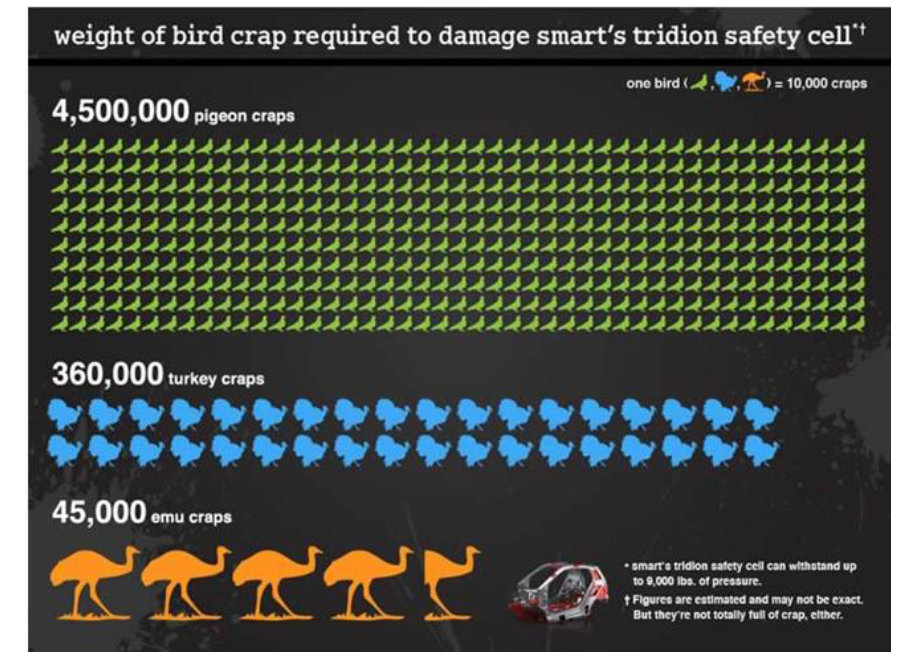 weight of bird crap required to damage smart's tridion safety cell*†
one bird ( , , ) = 10,000 craps
4,500,000 pigeon craps
360,000 turkey craps
45,000 emu craps
* smart's tridion safety cell can withstand up
to 9,000 lbs. of pressure.
† Figures are estimated and may not be exact.
But they're not totally full of crap, either.